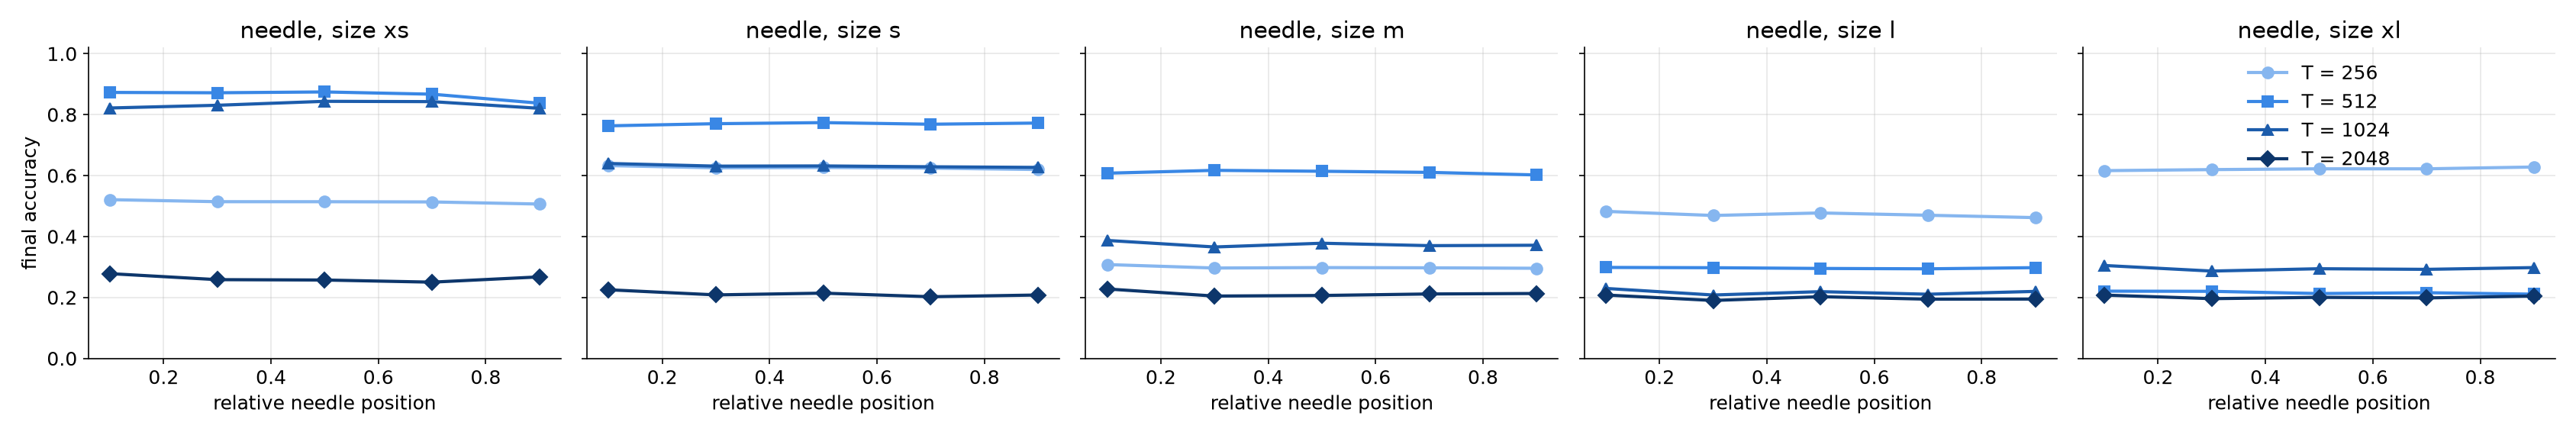 needle, size xs
needle, size s
needle, size m
needle, size l
needle, size xl
final accuracy
1.0
0.8
0.6
0.4
0.2
0.0
T = 256
T = 512
T = 1024
T = 2048
0.2 0.4 0.6 0.8
0.2 0.4 0.6 0.8
0.2 0.4 0.6 0.8
0.2 0.4 0.6 0.8
0.2 0.4 0.6 0.8
relative needle position
relative needle position
relative needle position
relative needle position
relative needle position